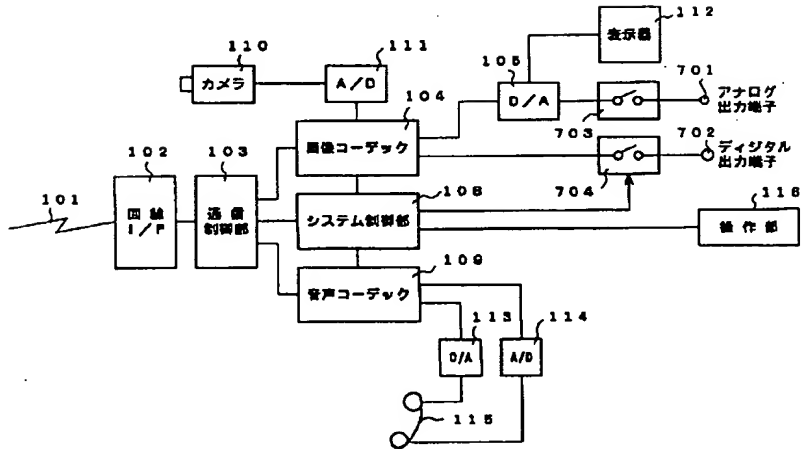 110
カメラ
111
A/D
105
D/A
112
表示器
701
アナログ
出力端子
703
104
画像コーデック
702
ディジタル
出力端子
704
102
回線
I/F
103
通信
制御部
101
108
システム制御部
116
操作部
109
音声コーデック
113
D/A
114
A/D
115